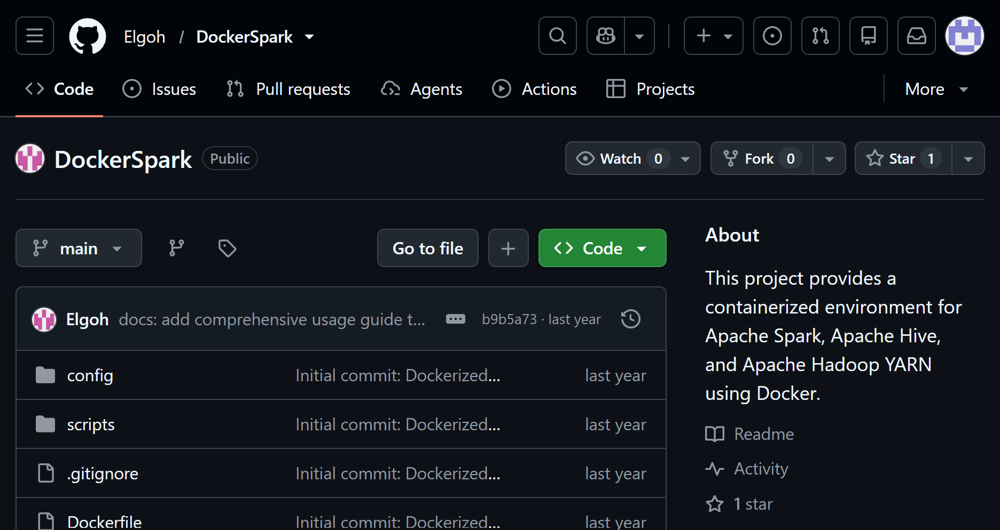 Elgoh / DockerSpark
Code Issues Pull requests Agents Actions Projects More
DockerSpark Public Watch 0 Fork 0 Star 1
main Go to file Code
Elgoh docs: add comprehensive usage guide t... b9b5a73 · last year
config Initial commit: Dockerized... last year
scripts Initial commit: Dockerized... last year
.gitignore Initial commit: Dockerized... last year
Dockerfile Initial commit: Dockerized... last year
About
This project provides a
containerized environment for
Apache Spark, Apache Hive,
and Apache Hadoop YARN
using Docker.
Readme
Activity
1 star